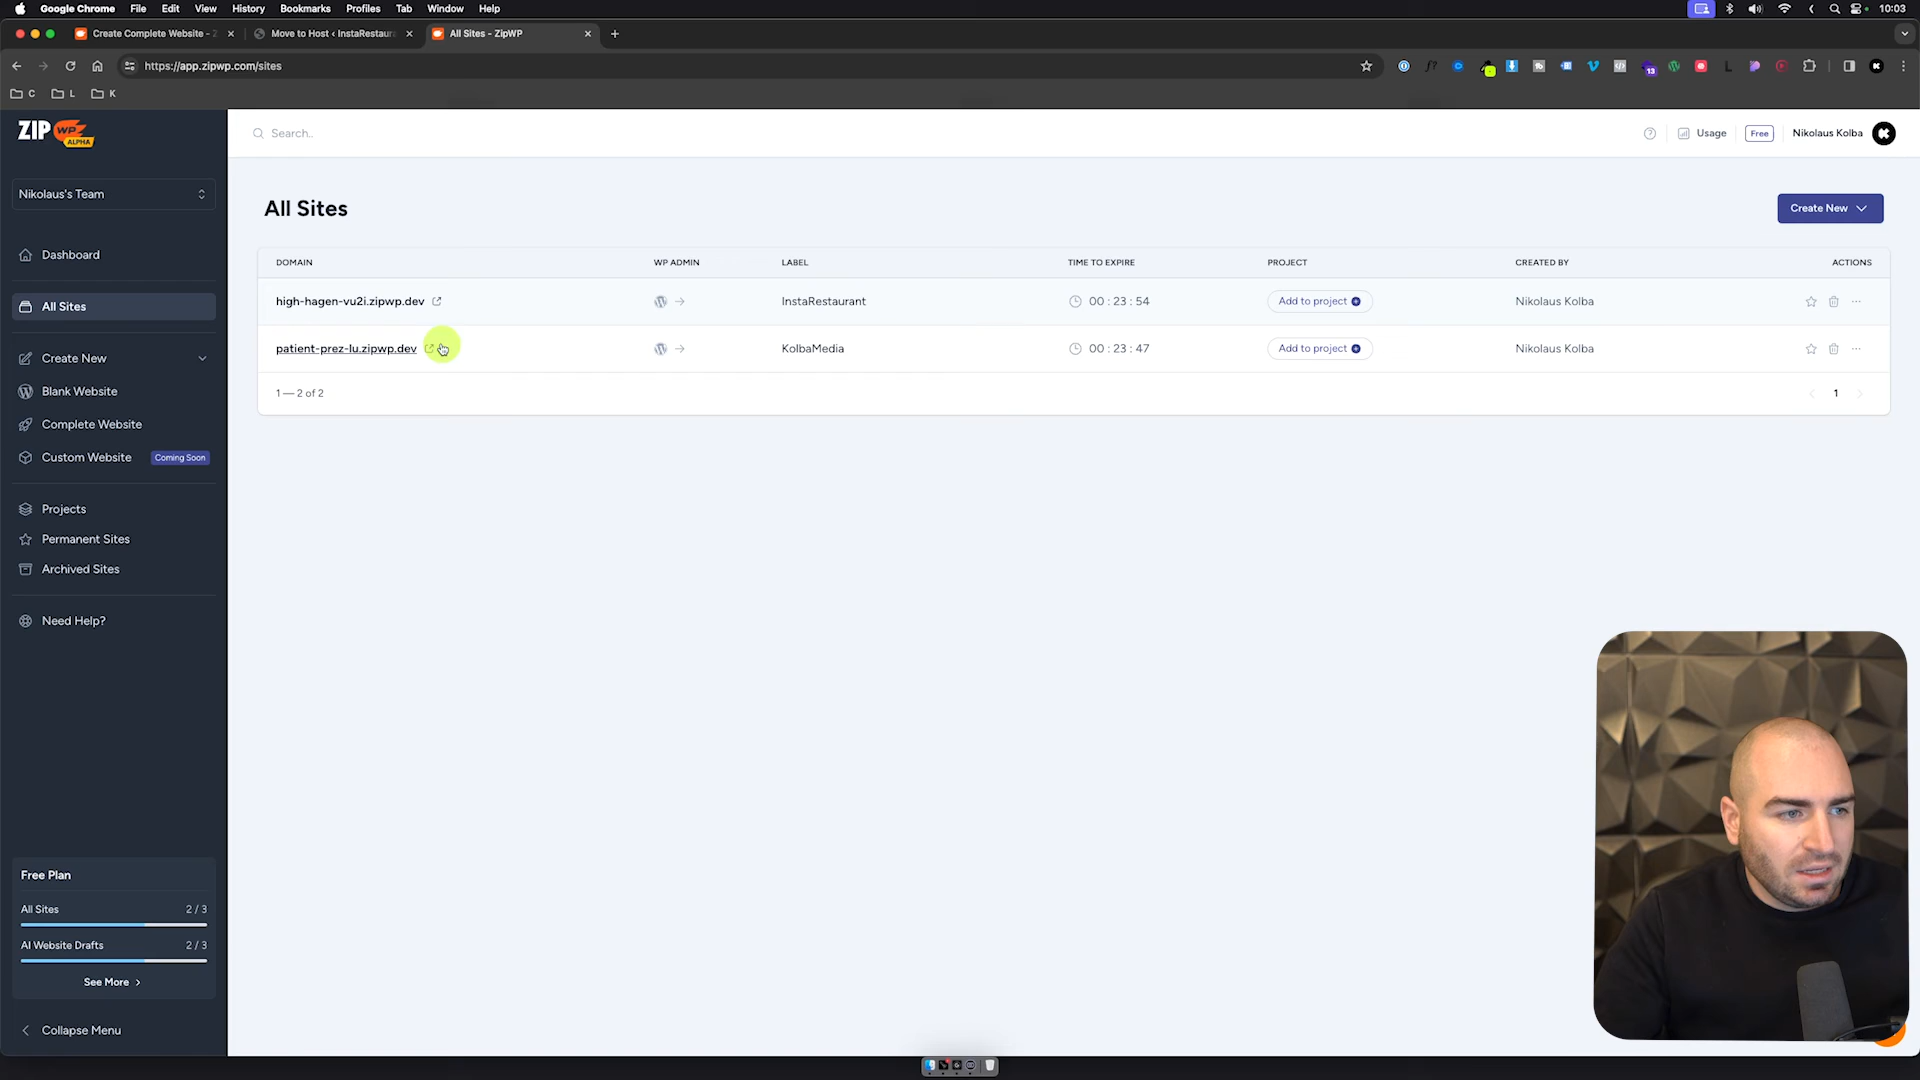 Google Chrome File Edit View History Bookmarks Profiles Tab Window Help 10:03
Create Complete Website - Z Move to Host ‹ InstaRestaura All Sites - ZipWP
https://app.zipwp.com/sites 13
C L K
ZIP WP ALPHA
Search..
Usage Free Nikolaus Kolba
Nikolaus's Team
Dashboard
All Sites
Create New
Blank Website
Complete Website
Custom Website Coming Soon
Projects
Permanent Sites
Archived Sites
Need Help?
Free Plan
All Sites 2 / 3
AI Website Drafts 2 / 3
See More
Collapse Menu
All Sites
Create New
DOMAIN WP ADMIN LABEL TIME TO EXPIRE PROJECT CREATED BY ACTIONS
high-hagen-vu2i.zipwp.dev InstaRestaurant 00 : 23 : 54 Add to project Nikolaus Kolba
patient-prez-lu.zipwp.dev KolbaMedia 00 : 23 : 47 Add to project Nikolaus Kolba
1 — 2 of 2 1